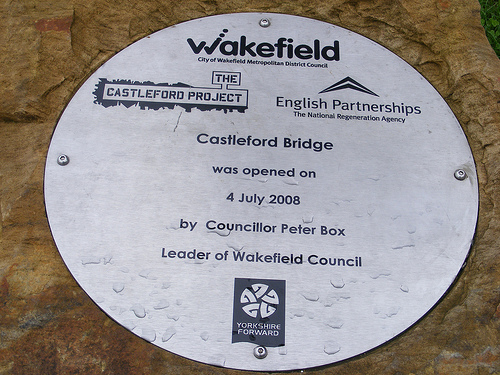 wakefield
City of Wakefield Metropolitan District Council
THE
CASTLEFORD PROJECT
English Partnerships
The National Regeneration Agency
Castleford Bridge
was opened on
4 July 2008
by Councillor Peter Box
Leader of Wakefield Council
YORKSHIRE
FORWARD